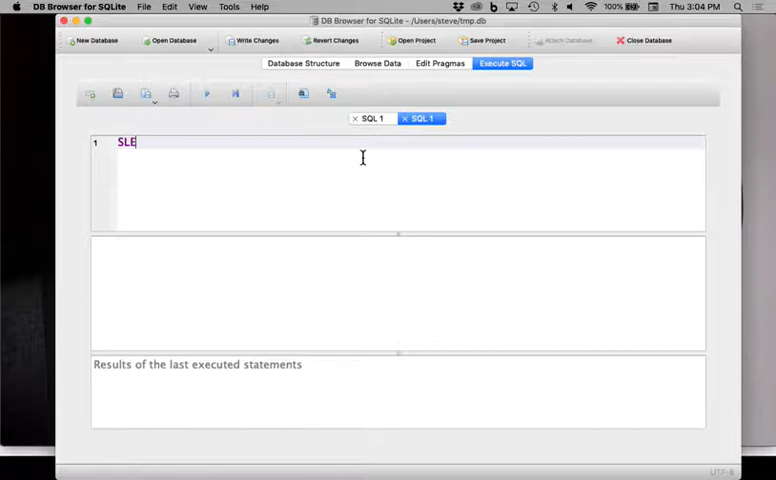 DB Browser for SQLite File Edit View Tools Help 100% Thu 3:04 PM
DB Browser for SQLite - /Users/steve/tmp.db
New Database Open Database Write Changes Revert Changes Open Project Save Project Attach Database Close Database
Database Structure Browse Data Edit Pragmas Execute SQL
SQL 1 SQL 1
1 SLE
Results of the last executed statements
UTF-8